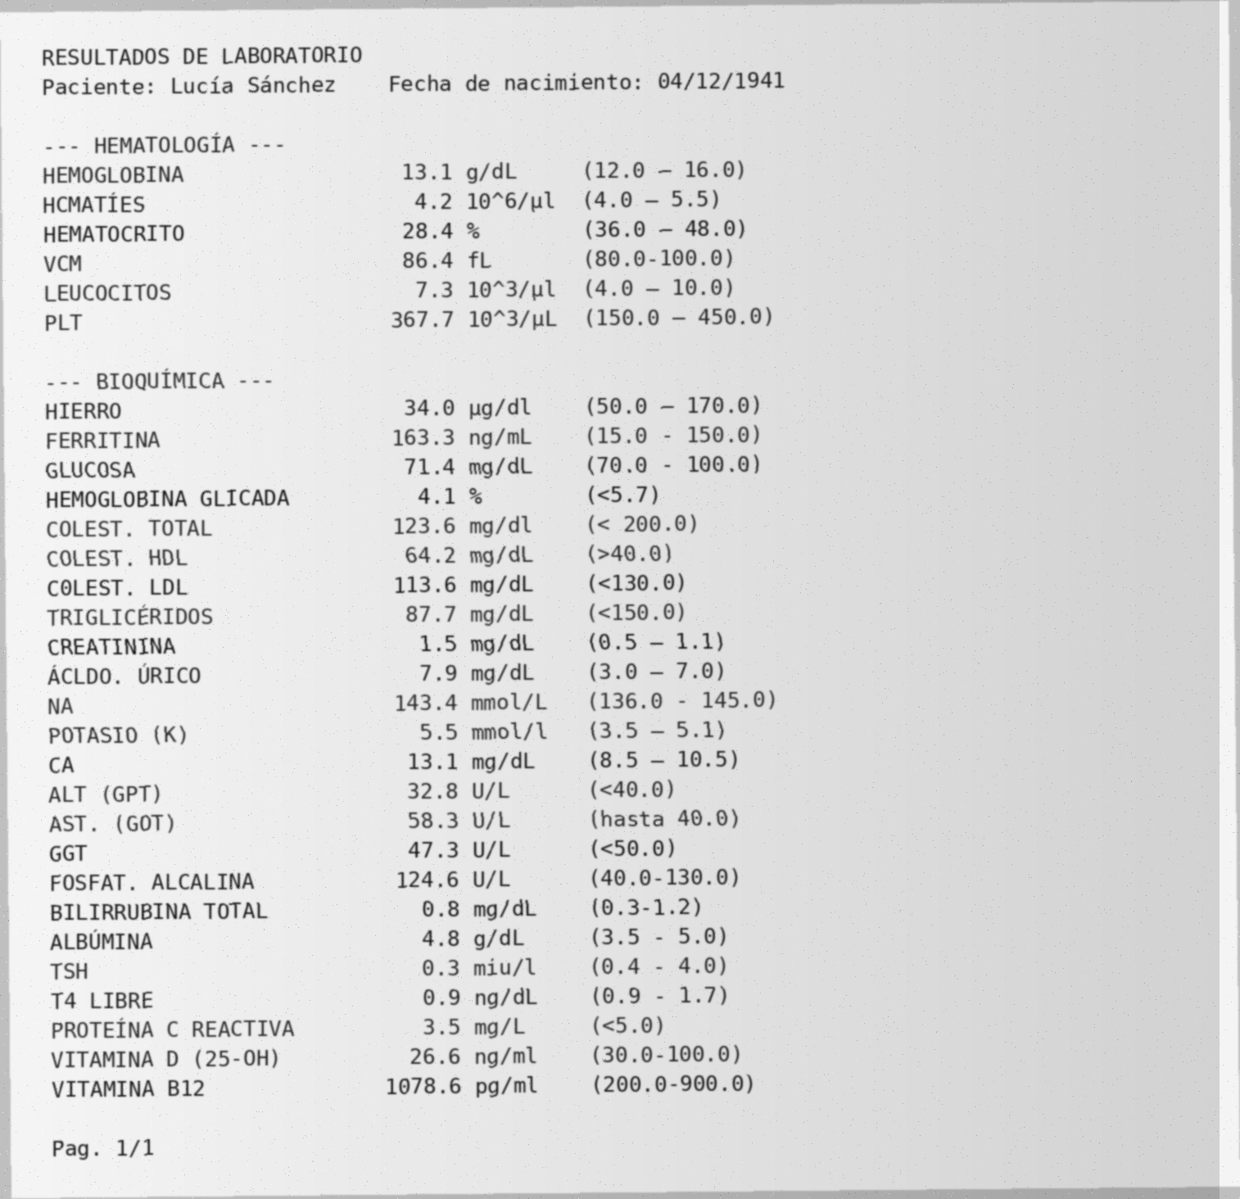 RESULTADOS DE LABORATORIO
Paciente: Lucía Sánchez    Fecha de nacimiento: 04/12/1941
--- HEMATOLOGÍA ---
HEMOGLOBINA 13.1 g/dL (12.0 – 16.0)
HCMATÍES 4.2 10^6/µl (4.0 – 5.5)
HEMATOCRITO 28.4 % (36.0 – 48.0)
VCM 86.4 fL (80.0-100.0)
LEUCOCITOS 7.3 10^3/µl (4.0 – 10.0)
PLT 367.7 10^3/µL (150.0 – 450.0)
--- BIOQUÍMICA ---
HIERRO 34.0 µg/dl (50.0 – 170.0)
FERRITINA 163.3 ng/mL (15.0 - 150.0)
GLUCOSA 71.4 mg/dL (70.0 - 100.0)
HEMOGLOBINA GLICADA 4.1 % (<5.7)
COLEST. TOTAL 123.6 mg/dl (< 200.0)
COLEST. HDL 64.2 mg/dL (>40.0)
C0LEST. LDL 113.6 mg/dL (<130.0)
TRIGLICÉRIDOS 87.7 mg/dL (<150.0)
CREATININA 1.5 mg/dL (0.5 – 1.1)
ÁCLDO. ÚRICO 7.9 mg/dL (3.0 – 7.0)
NA 143.4 mmol/L (136.0 - 145.0)
POTASIO (K) 5.5 mmol/l (3.5 – 5.1)
CA 13.1 mg/dL (8.5 – 10.5)
ALT (GPT) 32.8 U/L (<40.0)
AST. (GOT) 58.3 U/L (hasta 40.0)
GGT 47.3 U/L (<50.0)
FOSFAT. ALCALINA 124.6 U/L (40.0-130.0)
BILIRRUBINA TOTAL 0.8 mg/dL (0.3-1.2)
ALBÚMINA 4.8 g/dL (3.5 - 5.0)
TSH 0.3 miu/l (0.4 - 4.0)
T4 LIBRE 0.9 ng/dL (0.9 - 1.7)
PROTEÍNA C REACTIVA 3.5 mg/L (<5.0)
VITAMINA D (25-OH) 26.6 ng/ml (30.0-100.0)
VITAMINA B12 1078.6 pg/ml (200.0-900.0)
Pag. 1/1